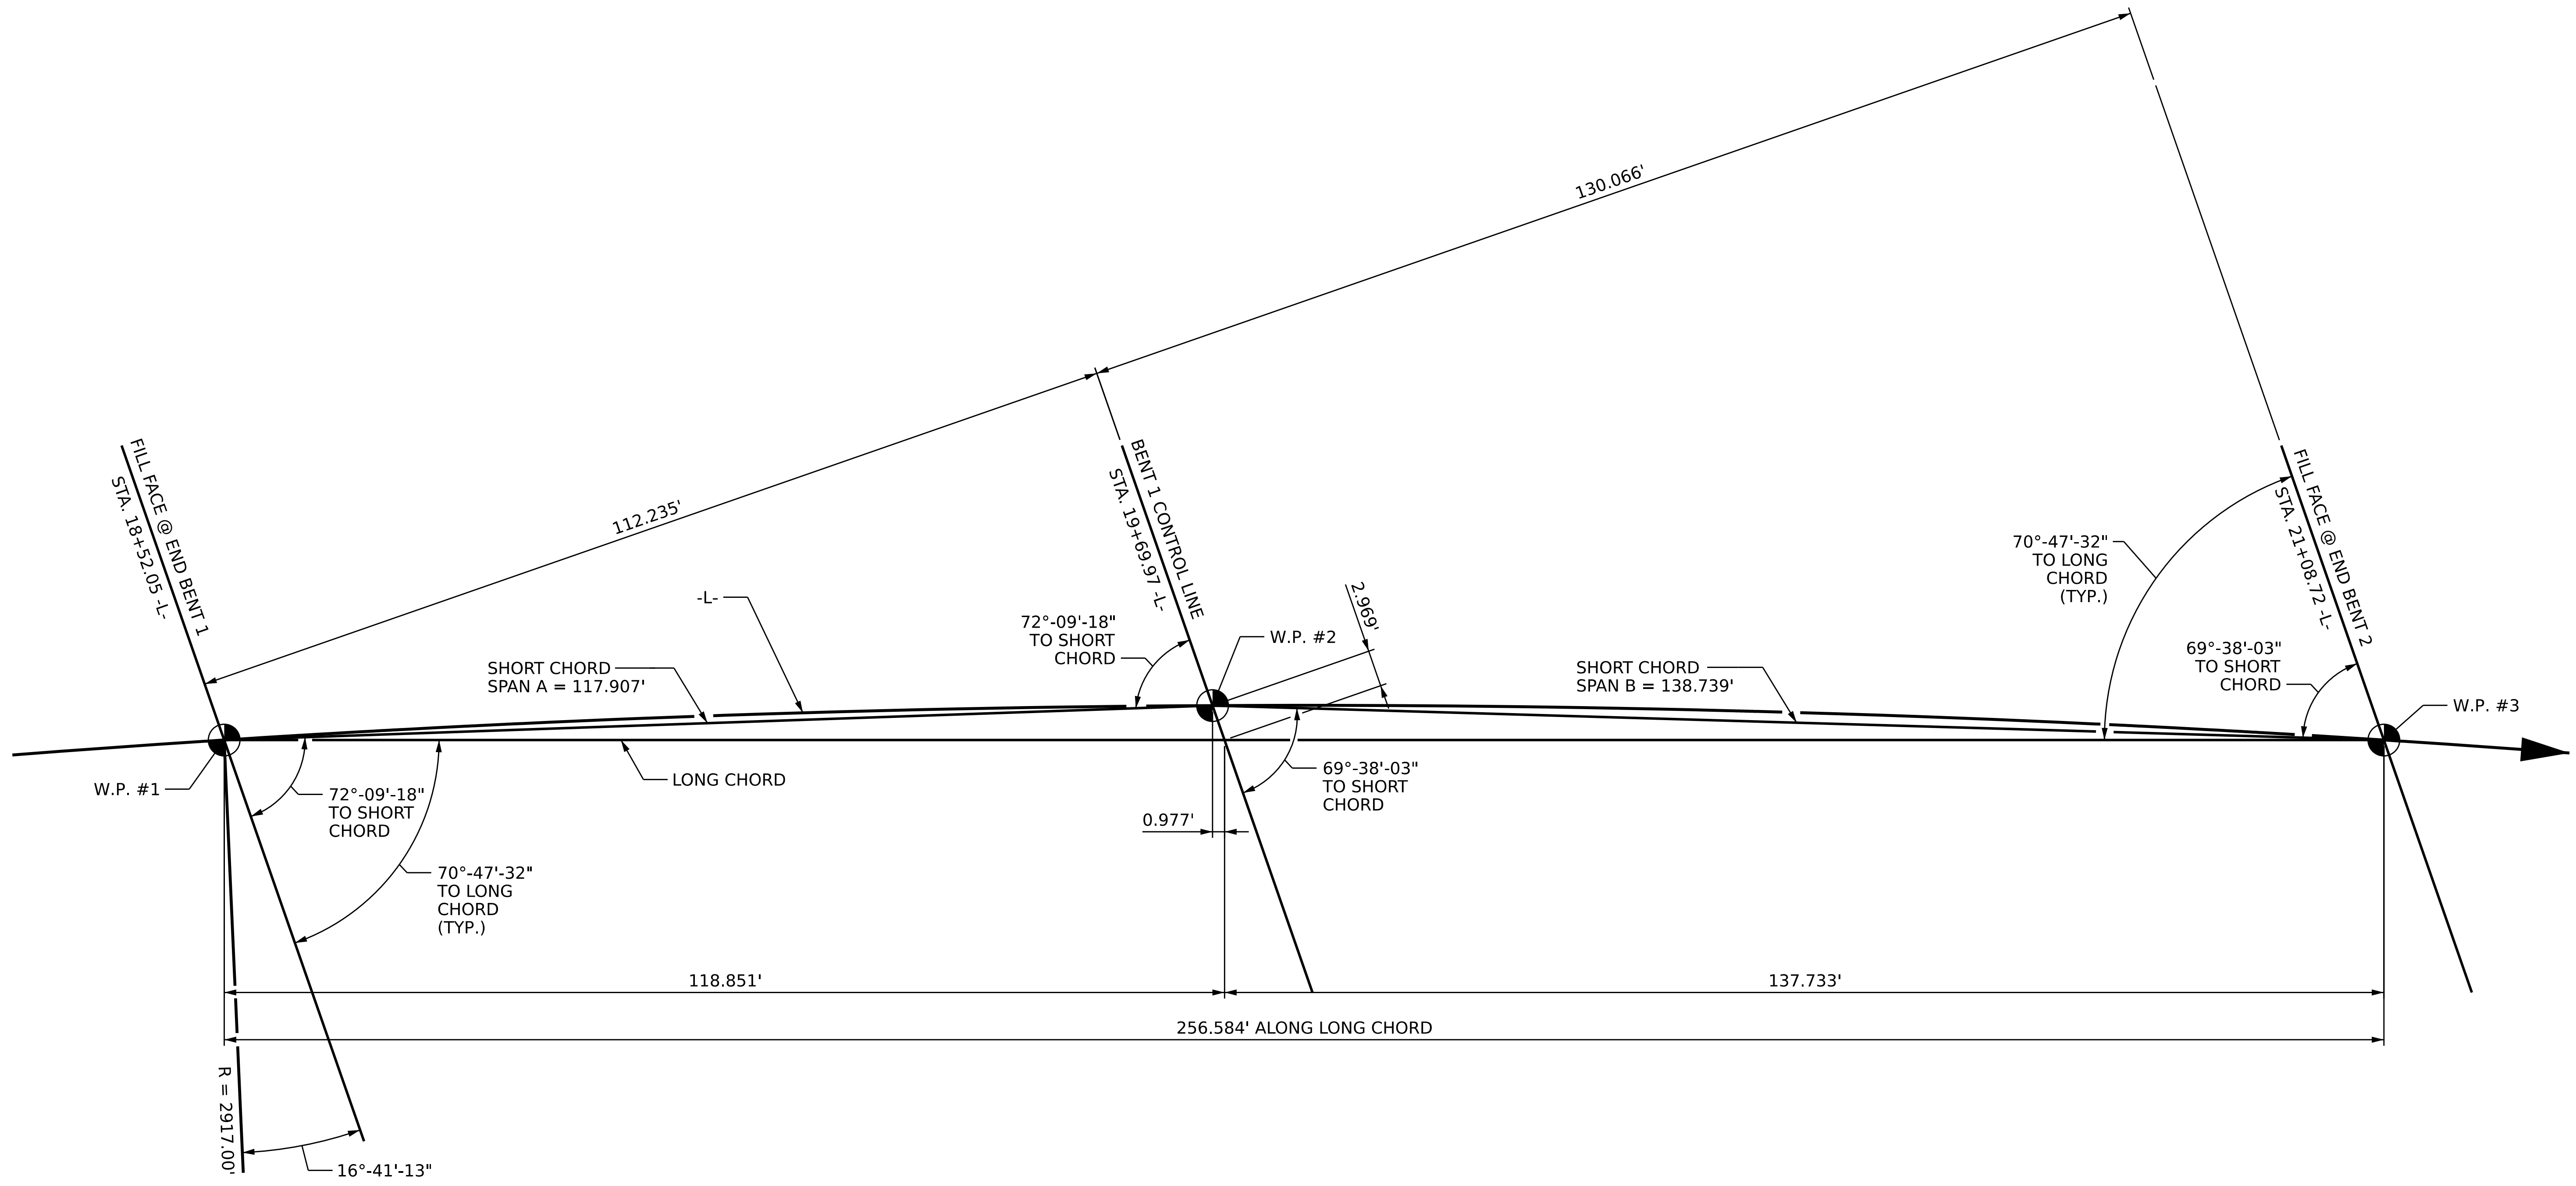 130.066'
112.235'
FILL FACE @ END BENT 1
STA. 18+52.05 -L-
BENT 1 CONTROL LINE
STA. 19+69.97 -L-
FILL FACE @ END BENT 2
STA. 21+08.72 -L-
70°-47'-32"
TO LONG
CHORD
(TYP.)
-L-
2.969'
72°-09'-18"
TO SHORT
CHORD
W.P. #2
69°-38'-03"
TO SHORT
CHORD
SHORT CHORD
SPAN A = 117.907'
SHORT CHORD
SPAN B = 138.739'
W.P. #3
W.P. #1
72°-09'-18"
TO SHORT
CHORD
LONG CHORD
69°-38'-03"
TO SHORT
CHORD
0.977'
70°-47'-32"
TO LONG
CHORD
(TYP.)
118.851'
137.733'
256.584' ALONG LONG CHORD
R = 2917.00'
16°-41'-13"